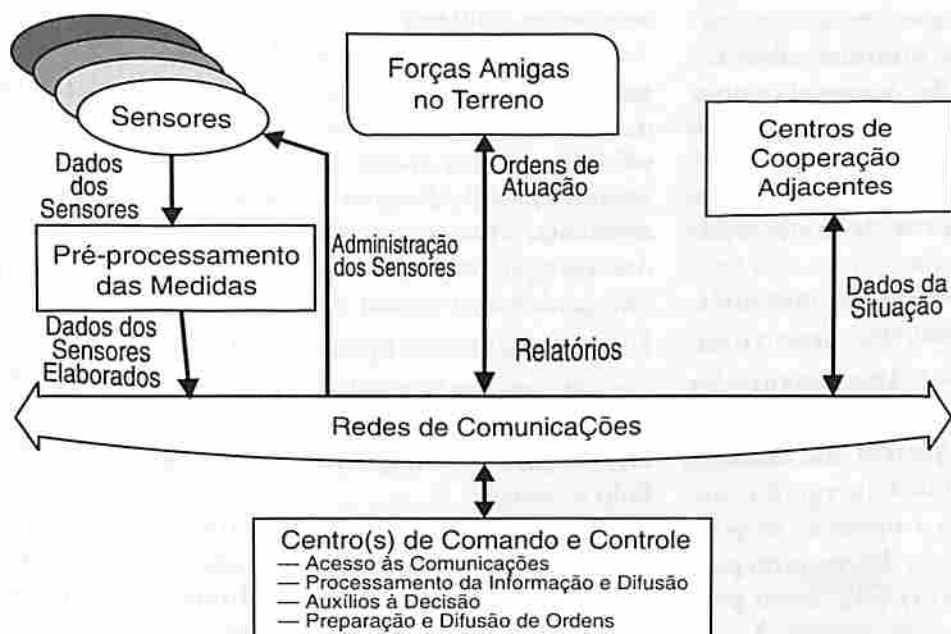 Sensores
Forças Amigas
no Terreno
Centros de
Cooperação
Adjacentes
Dados
dos
Sensores
Ordens de
Atuação
Pré-processamento
das Medidas
Administração
dos Sensores
Dados da
Situação
Dados dos
Sensores
Elaborados
Relatórios
Redes de ComunicaÇões
Centro(s) de Comando e Controle
— Acesso às Comunicações
— Processamento da Informação e Difusão
— Auxílios à Decisão
— Preparação e Difusão de Ordens